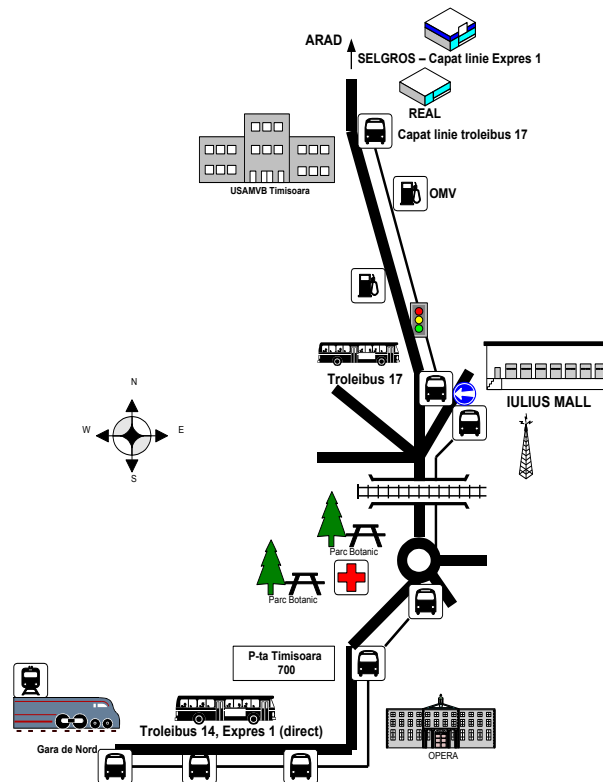 ARAD
SELGROS – Capat linie Expres 1
REAL
Capat linie troleibus 17
USAMVB Timisoara
OMV
Troleibus 17
IULIUS MALL
N
W
E
S
Parc Botanic
Parc Botanic
P-ta Timisoara
700
Troleibus 14, Expres 1 (direct)
Gara de Nord
OPERA